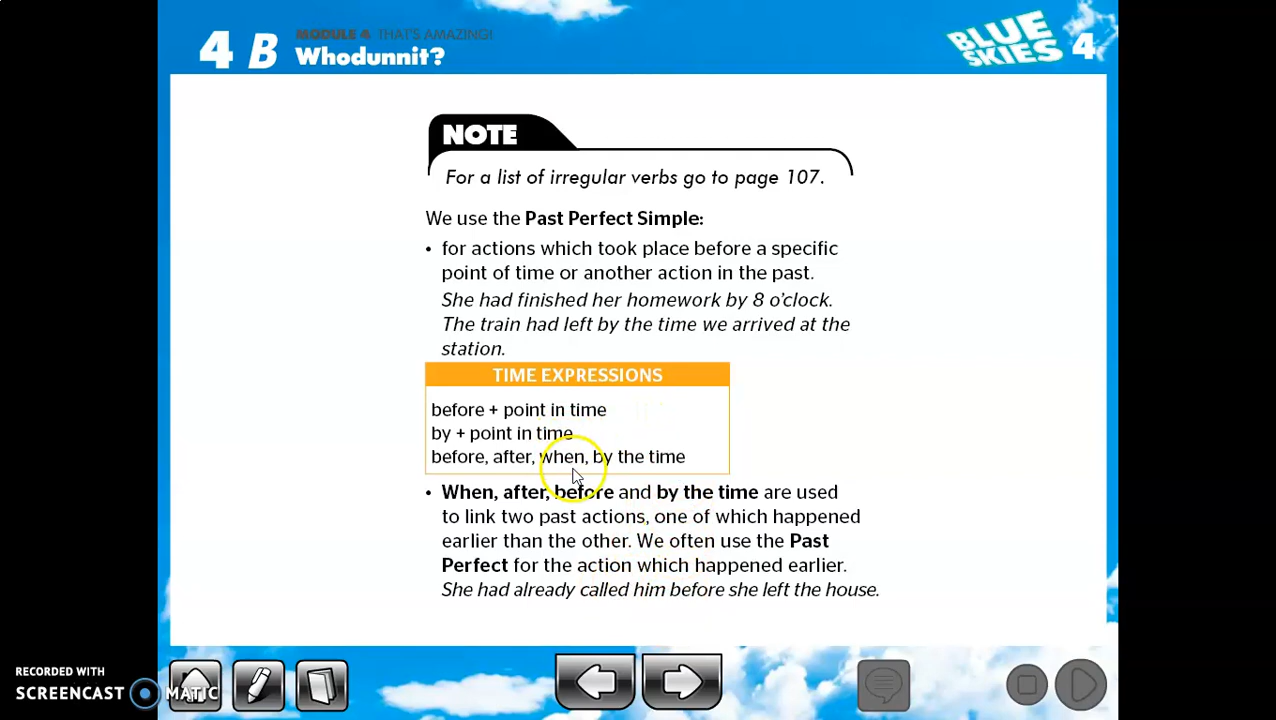 4 B
MODULE 4 THAT'S AMAZING!
Whodunnit?
BLUE
SKIES 4
NOTE
For a list of irregular verbs go to page 107.
We use the Past Perfect Simple:
• for actions which took place before a specific
point of time or another action in the past.
She had finished her homework by 8 o'clock.
The train had left by the time we arrived at the
station.
TIME EXPRESSIONS
before + point in time
by + point in time
before, after, when, by the time
• When, after, before and by the time are used
to link two past actions, one of which happened
earlier than the other. We often use the Past
Perfect for the action which happened earlier.
She had already called him before she left the house.
RECORDED WITH
SCREENCAST MATIC